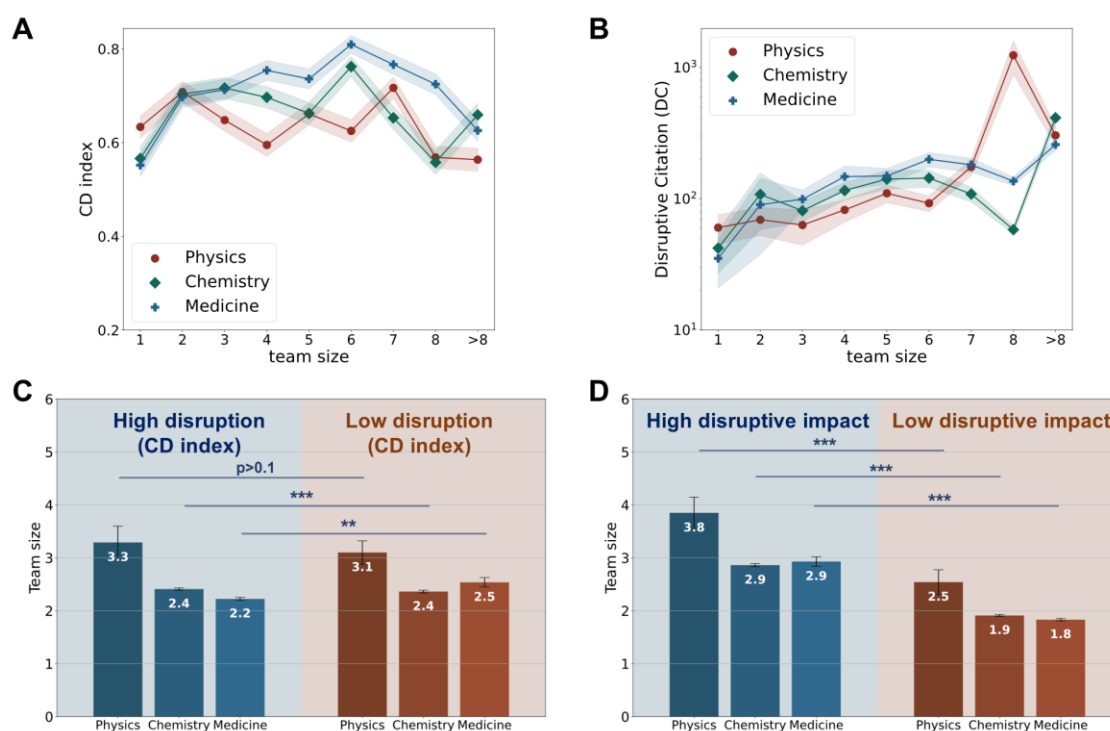 A
CD index
0.8
0.6
0.4
0.2
Physics
Chemistry
Medicine
1 2 3 4 5 6 7 8 >8
team size
B
Disruptive Citation (DC)
10³
10²
10¹
Physics
Chemistry
Medicine
1 2 3 4 5 6 7 8 >8
team size
C
Team size
6
5
4
3
2
1
0
High disruption
(CD index)
Low disruption
(CD index)
p>0.1
***
**
3.3 2.4 2.2 3.1 2.4 2.5
Physics Chemistry Medicine Physics Chemistry Medicine
D
Team size
6
5
4
3
2
1
0
High disruptive impact
Low disruptive impact
***
***
***
3.8 2.9 2.9 2.5 1.9 1.8
Physics Chemistry Medicine Physics Chemistry Medicine